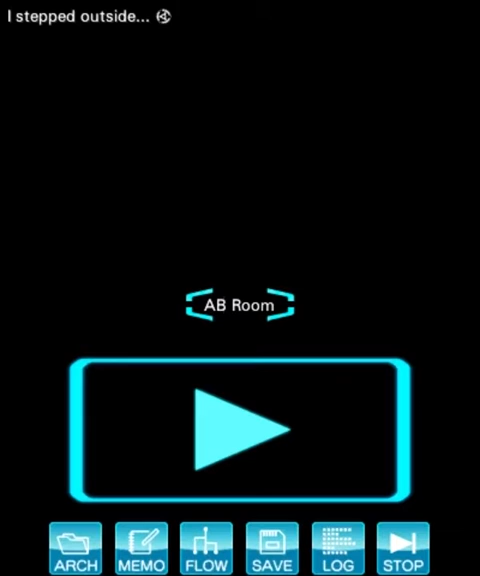 I stepped outside...
AB Room
ARCH
MEMO
FLOW
SAVE
LOG
STOP